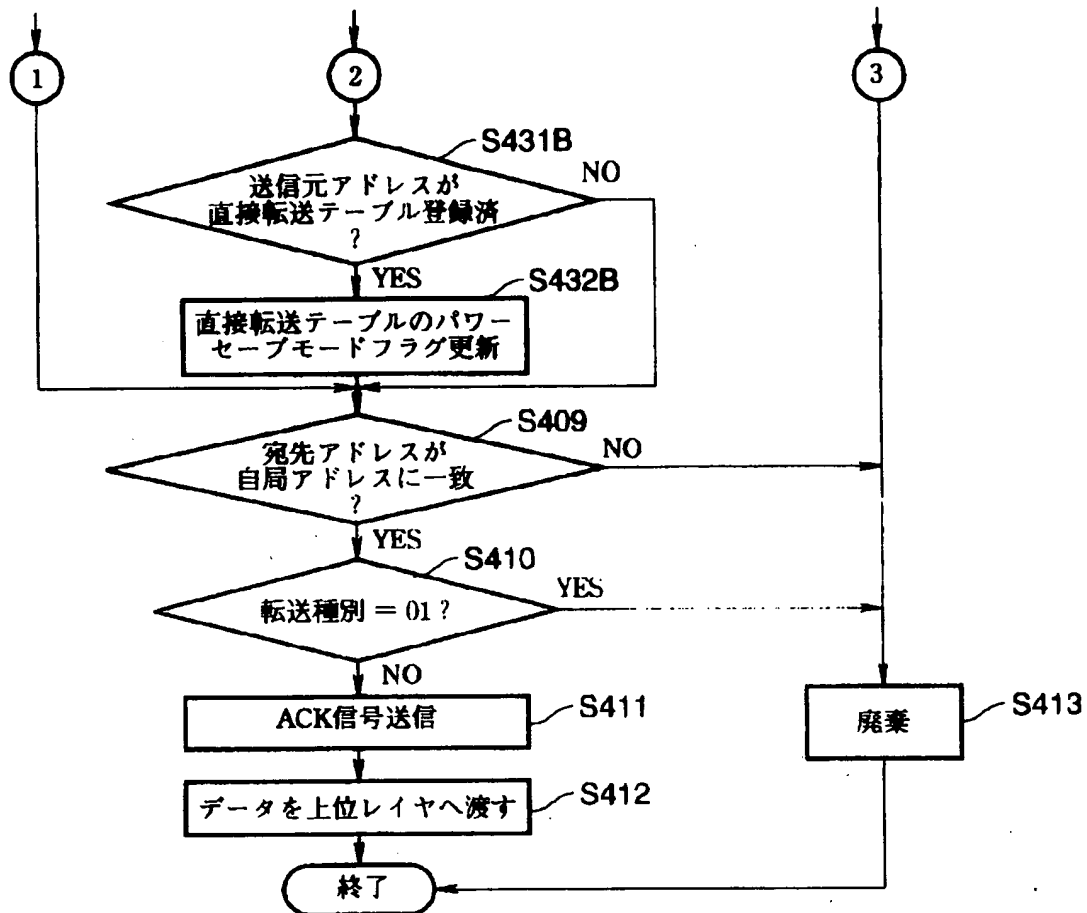 1
2
3
S431B
送信元アドレスが
直接転送テーブル登録済
?
NO
YES
S432B
直接転送テーブルのパワー
セーブモードフラグ更新
S409
宛先アドレスが
自局アドレスに一致
?
NO
YES
S410
転送種別 = 01 ?
YES
NO
ACK信号送信
S411
廃棄
S413
データを上位レイヤへ渡す
S412
終了